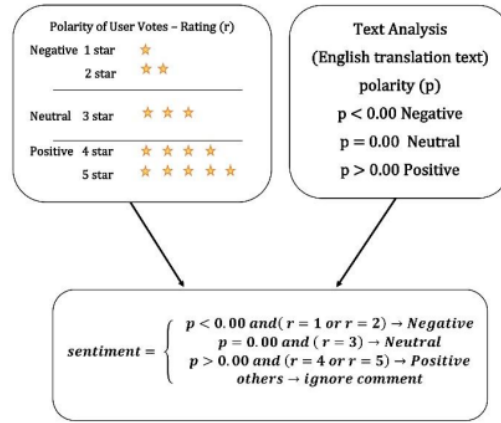 Polarity of User Votes – Rating (r)
Negative 1 star
2 star
Neutral 3 star
Positive 4 star
5 star
Text Analysis
(English translation text)
polarity (p)
p < 0.00 Negative
p = 0.00 Neutral
p > 0.00 Positive
sentiment = {
p < 0.00 and( r = 1 or r = 2) → Negative
p = 0.00 and ( r = 3) → Neutral
p > 0.00 and (r = 4 or r = 5) → Positive
others → ignore comment